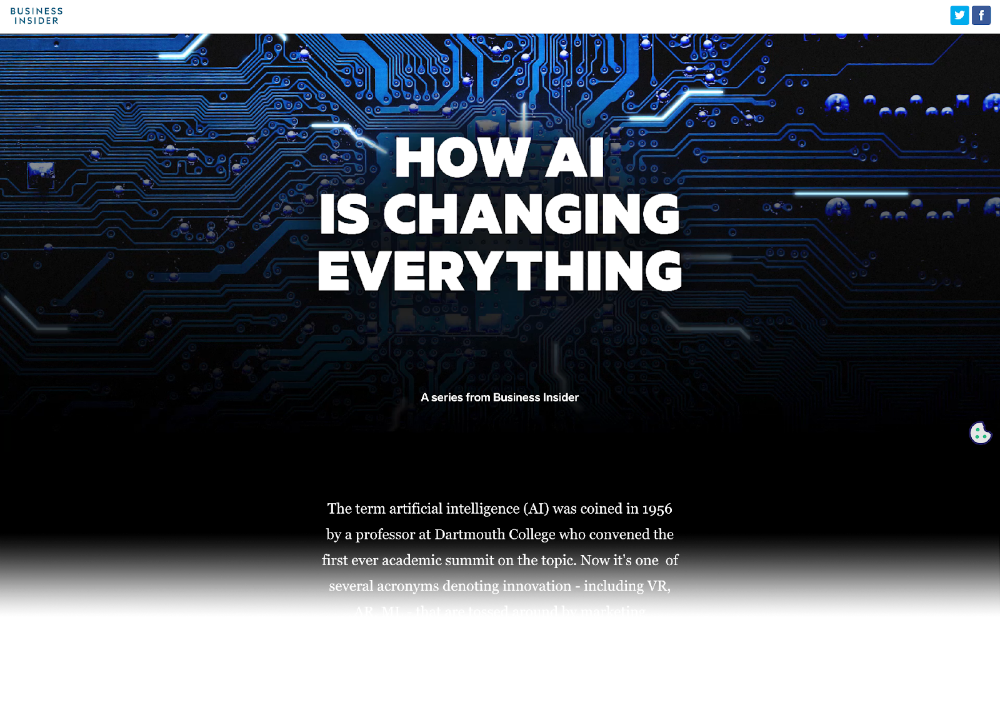 BUSINESS
INSIDER
HOW AI
IS CHANGING
EVERYTHING
A series from Business Insider
The term artificial intelligence (AI) was coined in 1956
by a professor at Dartmouth College who convened the
first ever academic summit on the topic. Now it's one  of
several acronyms denoting innovation - including VR,
AR, ML - that are tossed around by marketing